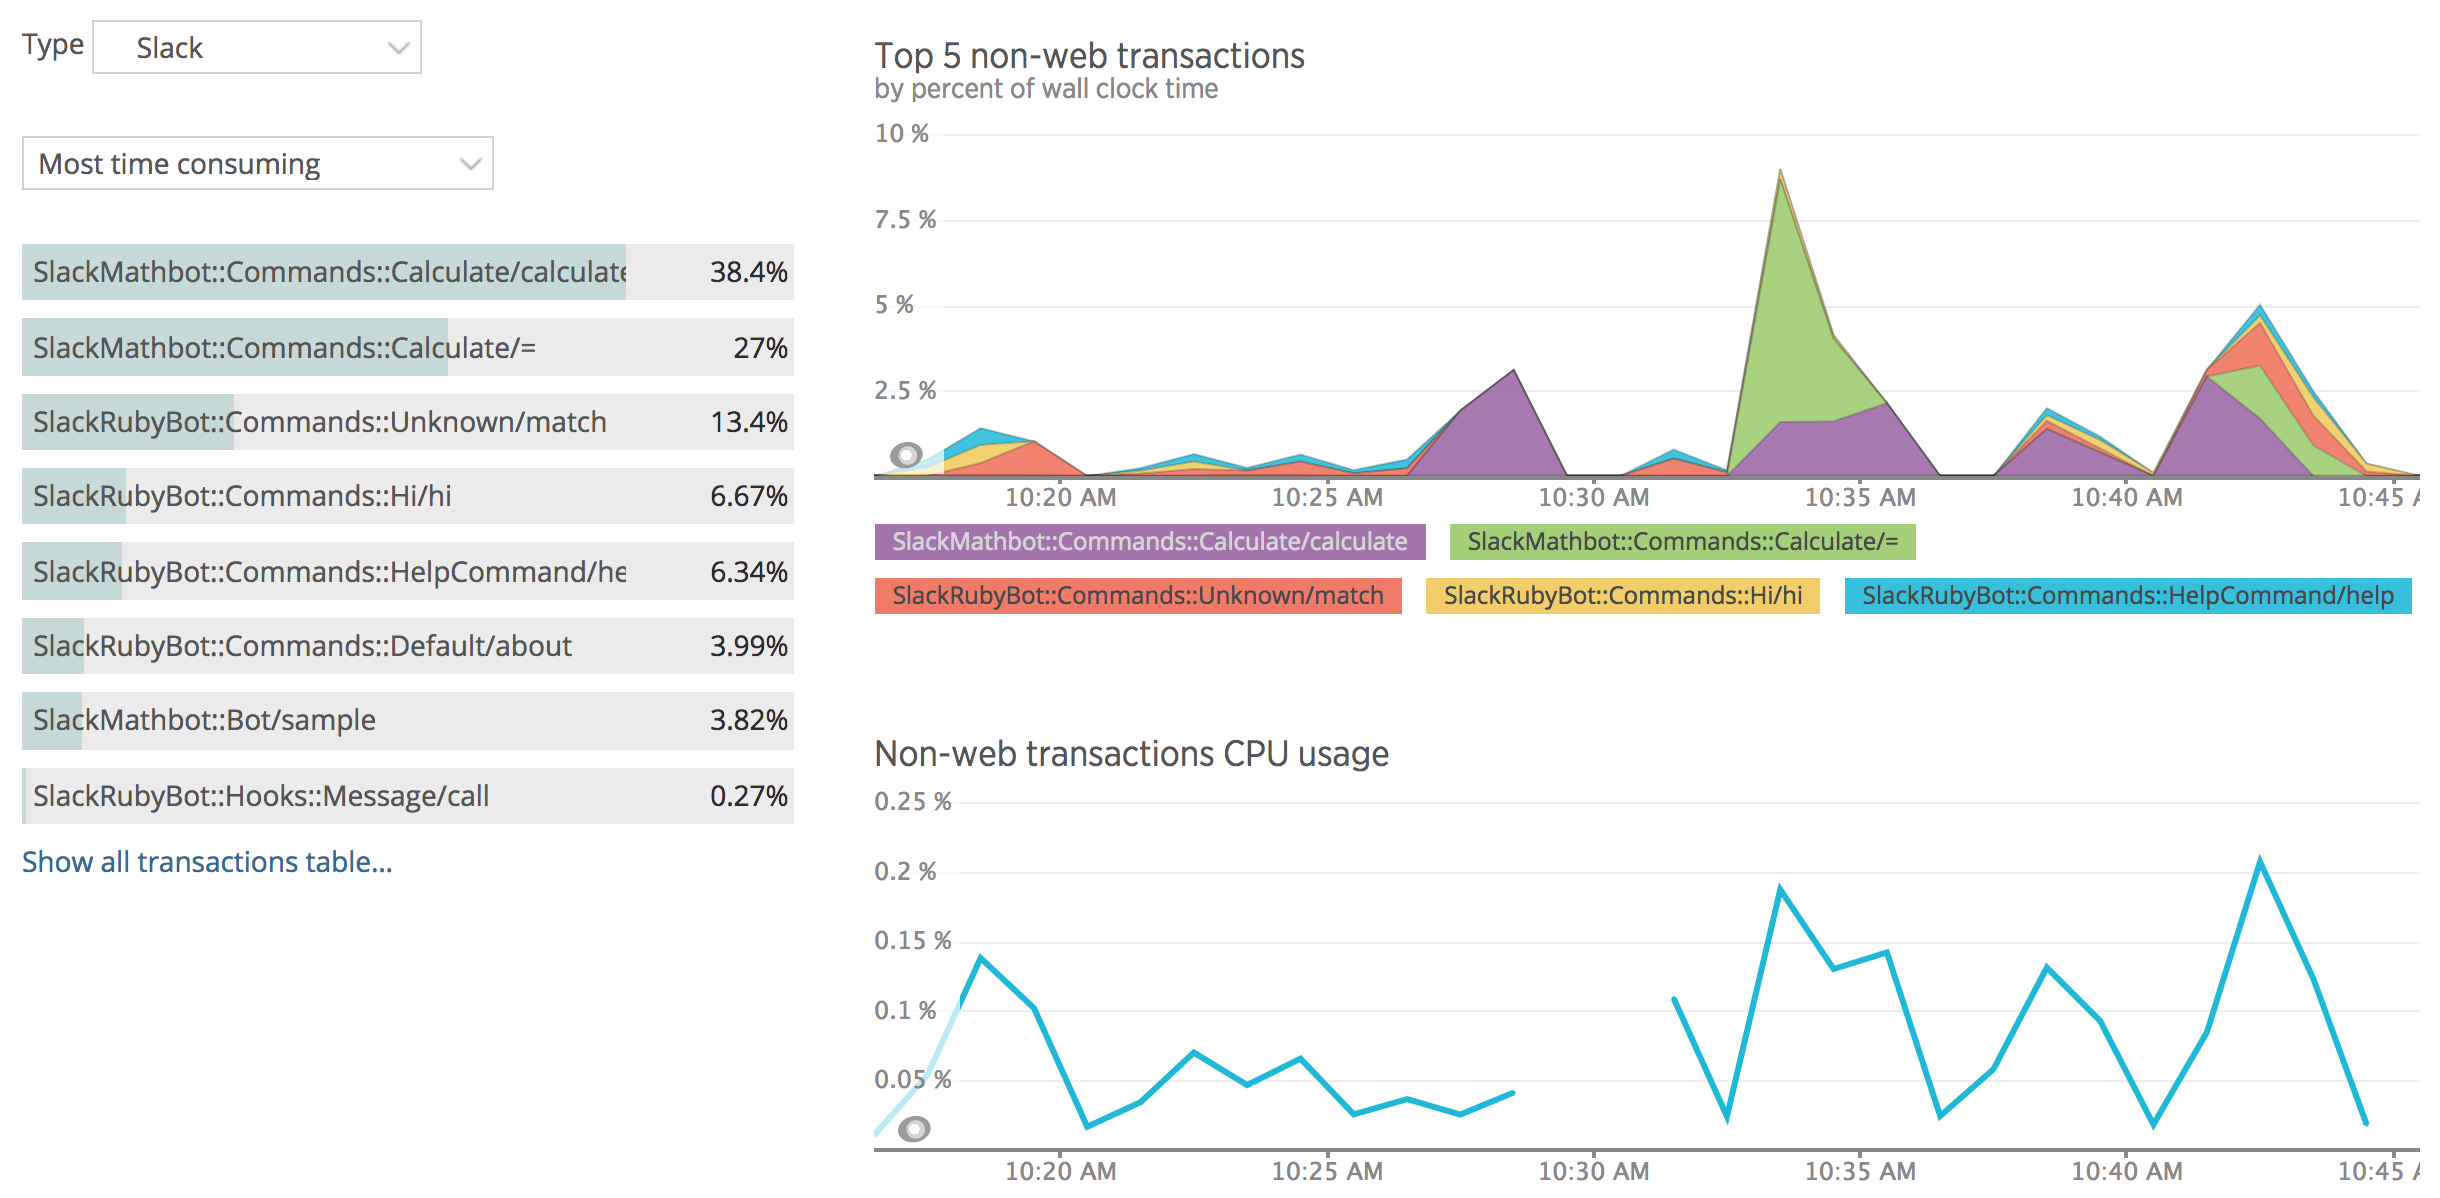 Type Slack
Most time consuming
SlackMathbot::Commands::Calculate/calculate 38.4%
SlackMathbot::Commands::Calculate/= 27%
SlackRubyBot::Commands::Unknown/match 13.4%
SlackRubyBot::Commands::Hi/hi 6.67%
SlackRubyBot::Commands::HelpCommand/he 6.34%
SlackRubyBot::Commands::Default/about 3.99%
SlackMathbot::Bot/sample 3.82%
SlackRubyBot::Hooks::Message/call 0.27%
Show all transactions table...
Top 5 non-web transactions
by percent of wall clock time
10 %
7.5 %
5 %
2.5 %
10:20 AM 10:25 AM 10:30 AM 10:35 AM 10:40 AM 10:45 A
SlackMathbot::Commands::Calculate/calculate SlackMathbot::Commands::Calculate/=
SlackRubyBot::Commands::Unknown/match SlackRubyBot::Commands::Hi/hi SlackRubyBot::Commands::HelpCommand/help
Non-web transactions CPU usage
0.25 %
0.2 %
0.15 %
0.1 %
0.05 %
10:20 AM 10:25 AM 10:30 AM 10:35 AM 10:40 AM 10:45 A